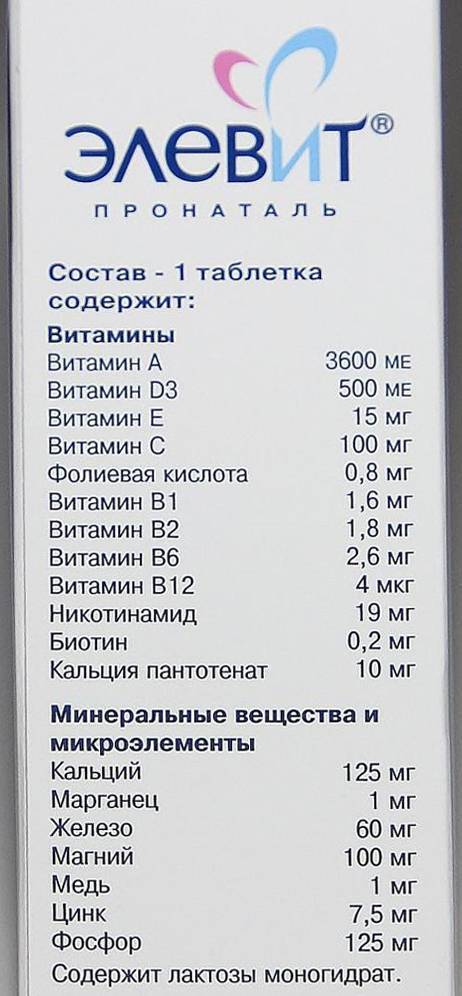 ЭЛЕВИТ®
ПРОНАТАЛЬ
Состав - 1 таблетка
содержит:
Витамины
Витамин А 3600 МЕ
Витамин D3 500 МЕ
Витамин Е 15 мг
Витамин С 100 мг
Фолиевая кислота 0,8 мг
Витамин В1 1,6 мг
Витамин В2 1,8 мг
Витамин В6 2,6 мг
Витамин В12 4 мкг
Никотинамид 19 мг
Биотин 0,2 мг
Кальция пантотенат 10 мг
Минеральные вещества и
микроэлементы
Кальций 125 мг
Марганец 1 мг
Железо 60 мг
Магний 100 мг
Медь 1 мг
Цинк 7,5 мг
Фосфор 125 мг
Содержит лактозы моногидрат.